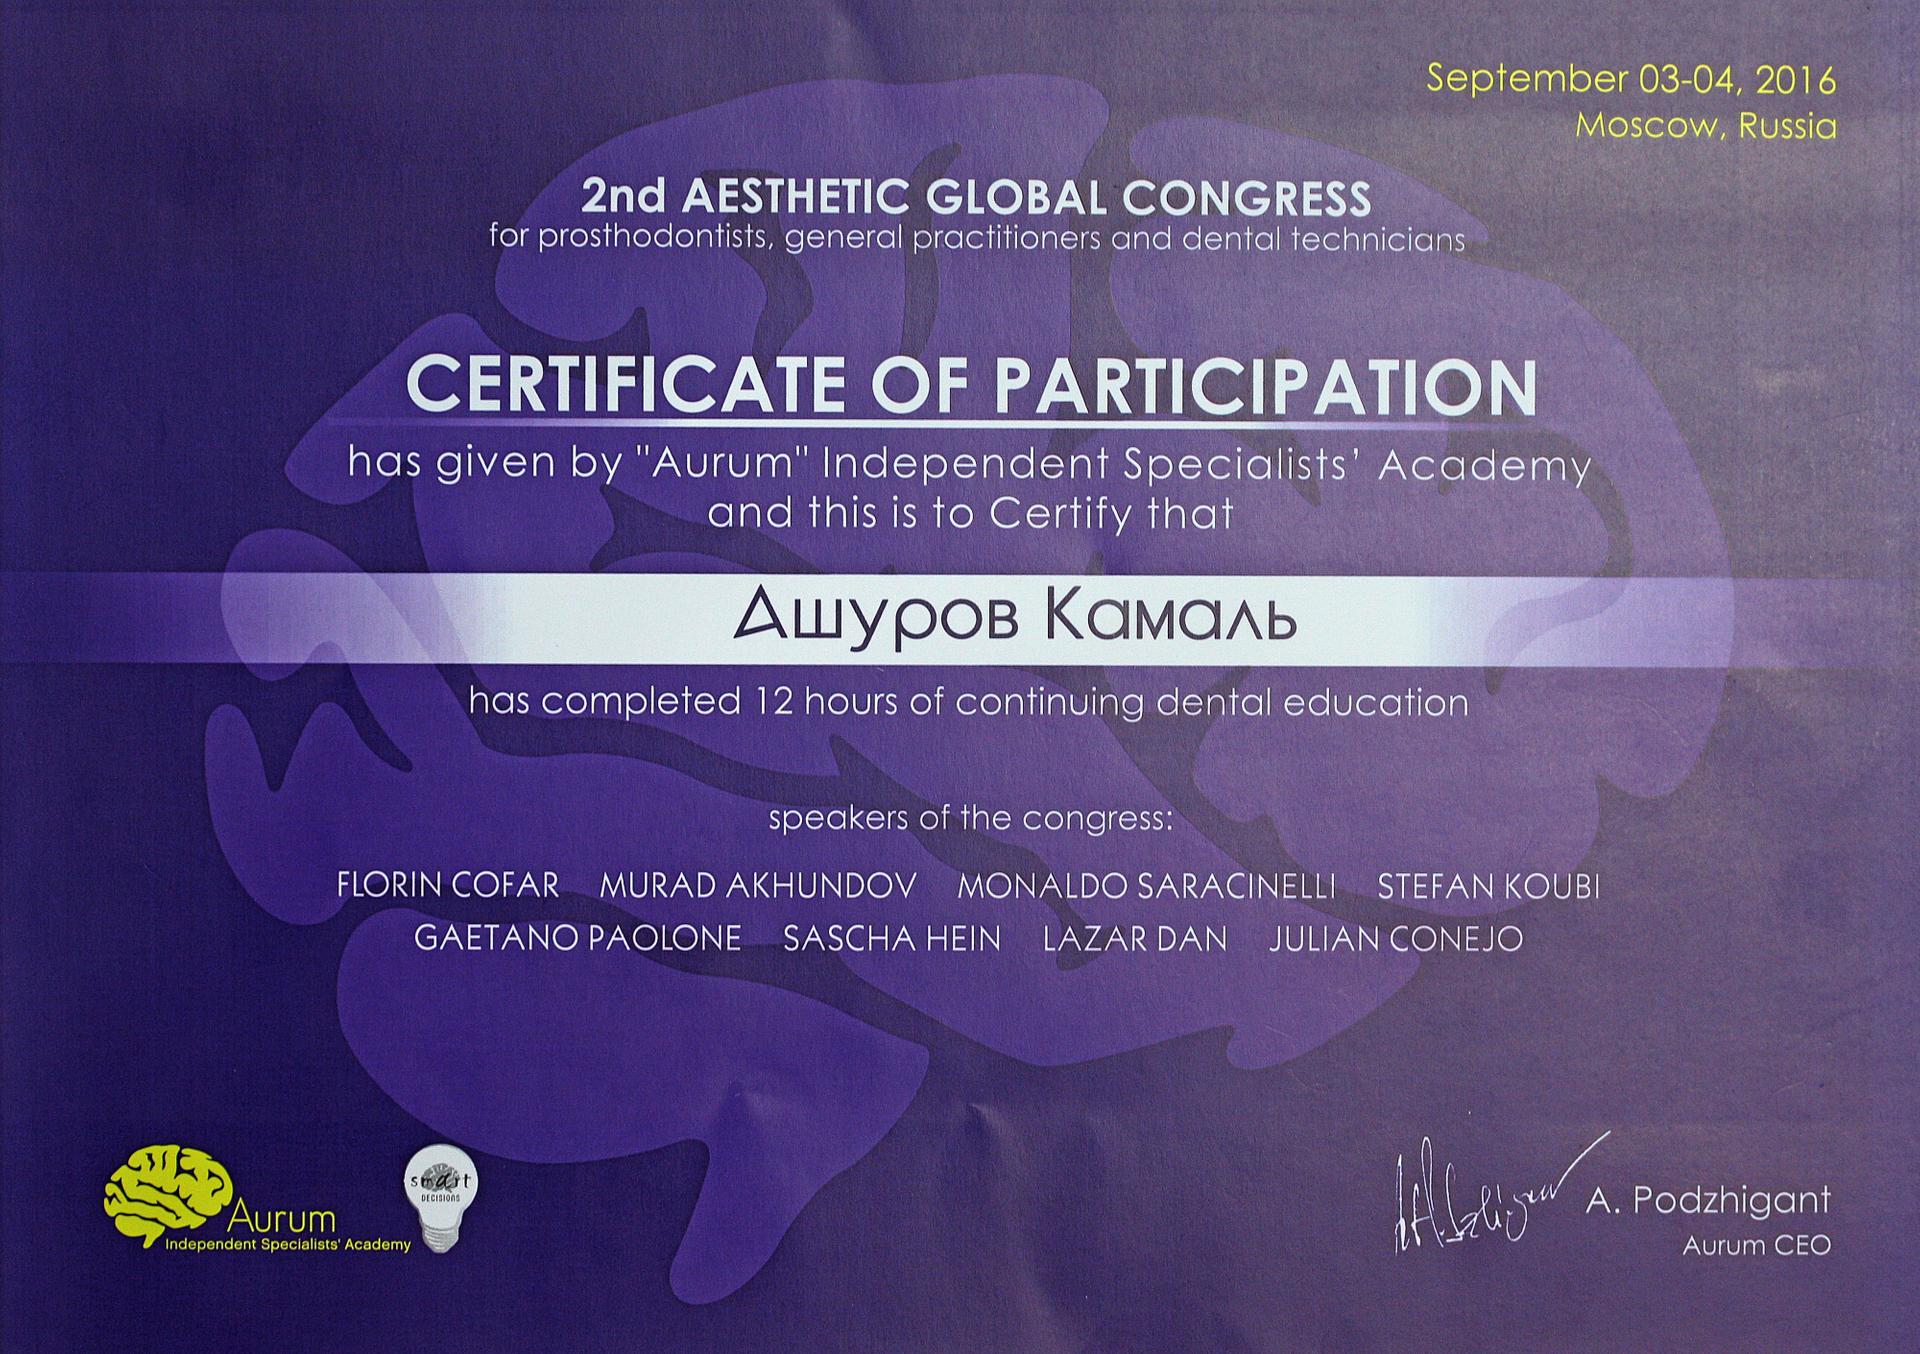 September 03-04, 2016
Moscow, Russia
2nd AESTHETIC GLOBAL CONGRESS
for prosthodontists, general practitioners and dental technicians
CERTIFICATE OF PARTICIPATION
has given by "Aurum" Independent Specialists' Academy
and this is to Certify that
Ашуров Камаль
has completed 12 hours of continuing dental education
speakers of the congress:
FLORIN COFAR MURAD AKHUNDOV MONALDO SARACINELLI STEFAN KOUBI
GAETANO PAOLONE SASCHA HEIN LAZAR DAN JULIAN CONEJO
Aurum
Independent Specialists' Academy
smart
DECISIONS
A. Podzhigant
Aurum CEO